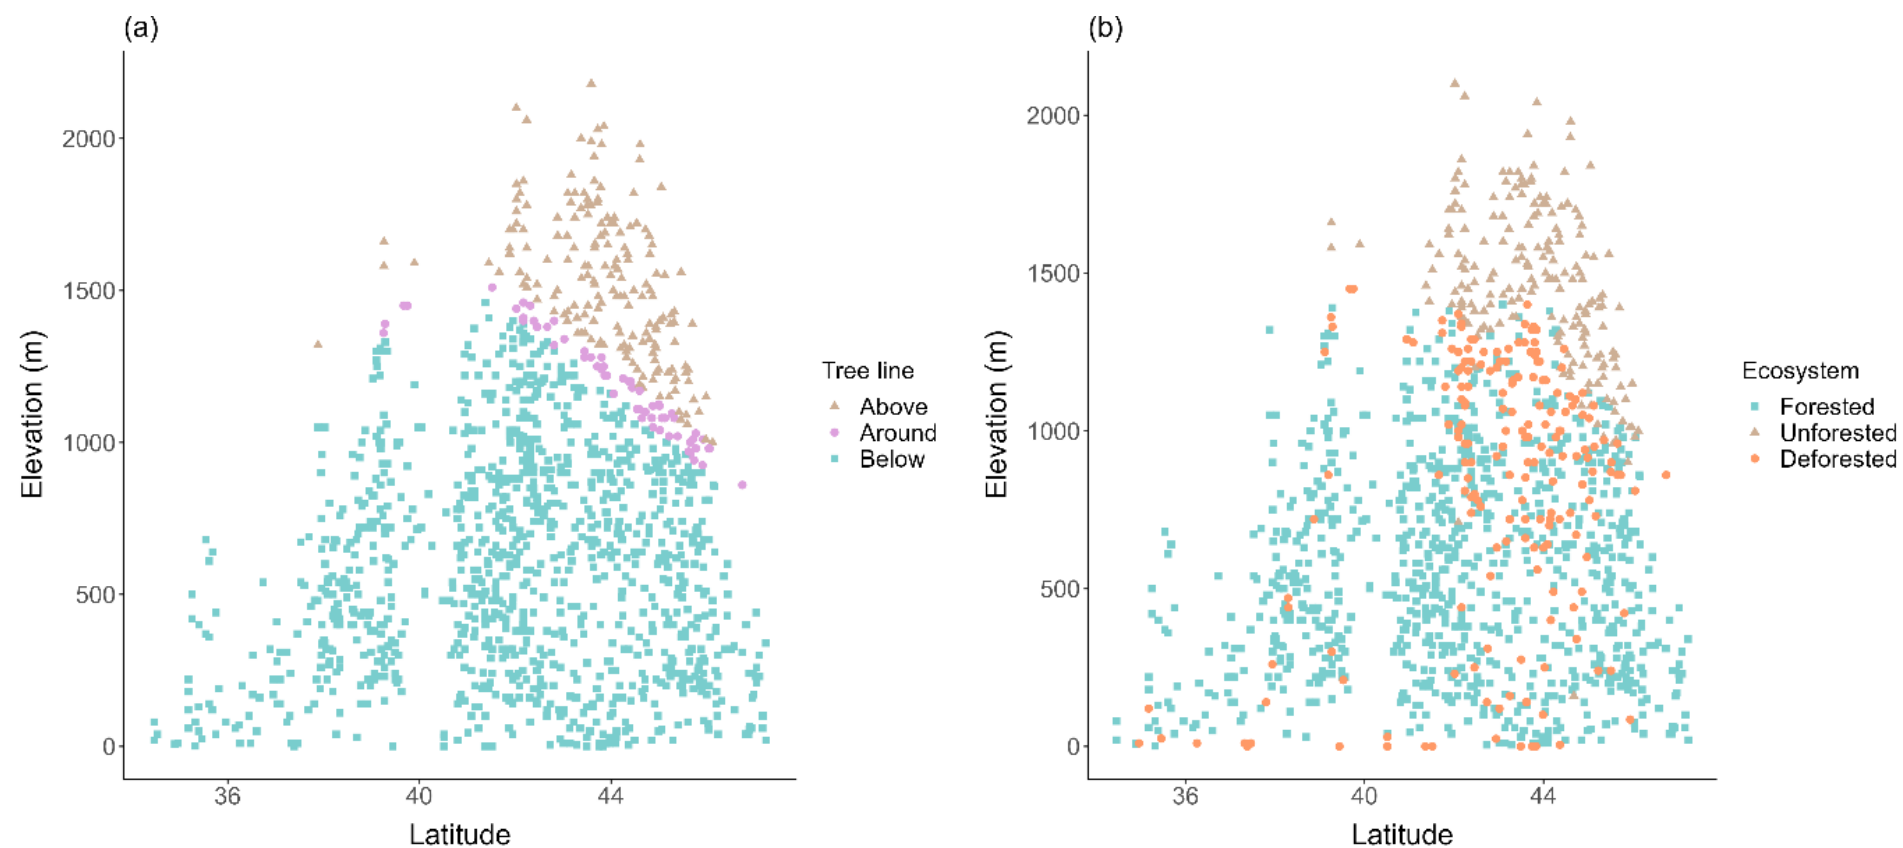 (a)
Elevation (m)
2000
1500
1000
500
0
36 40 44
Latitude
Tree line
Above
Around
Below
(b)
Elevation (m)
2000
1500
1000
500
0
36 40 44
Latitude
Ecosystem
Forested
Unforested
Deforested